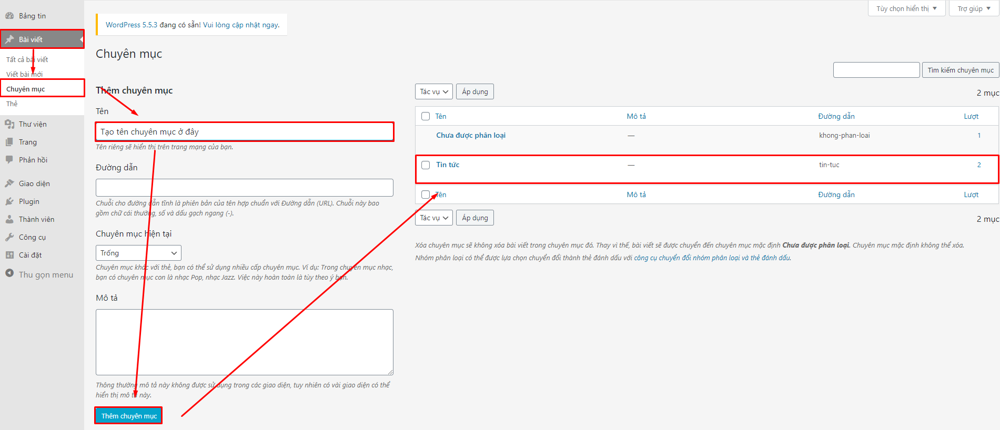 Bảng tin
Bài viết
Tất cả bài viết
Viết bài mới
Chuyên mục
Thẻ
Thư viện
Trang
Phản hồi
Giao diện
Plugin
Thành viên
Công cụ
Cài đặt
Thu gọn menu
Tùy chọn hiển thị
Trợ giúp
WordPress 5.5.3 đang có sẵn! Vui lòng cập nhật ngay.
Chuyên mục
Tìm kiếm chuyên mục
Thêm chuyên mục
Tên
Tạo tên chuyên mục ở đây
Tên riêng sẽ hiển thị trên trang mạng của bạn.
Đường dẫn
Chuỗi cho đường dẫn tĩnh là phiên bản của tên hợp chuẩn với Đường dẫn (URL). Chuỗi này bao
gồm chữ cái thường, số và dấu gạch ngang (-).
Chuyên mục hiện tại
Trống
Chuyên mục khác với thẻ, bạn có thể sử dụng nhiều cấp chuyên mục. Ví dụ: Trong chuyên mục nhạc,
bạn có chuyên mục con là nhạc Pop, nhạc Jazz. Việc này hoàn toàn là tùy theo ý bạn.
Mô tả
Thông thường mô tả này không được sử dụng trong các giao diện, tuy nhiên có vài giao diện có thể
hiển thị mô tả này.
Thêm chuyên mục
Tác vụ Áp dụng 2 mục
Tên Mô tả Đường dẫn Lượt
Chưa được phân loại — khong-phan-loai 1
Tin tức — tin-tuc 2
Tên Mô tả Đường dẫn Lượt
Tác vụ Áp dụng 2 mục
Xóa chuyên mục sẽ không xóa bài viết trong chuyên mục đó. Thay vì thế, bài viết sẽ được chuyển đến chuyên mục mặc định Chưa được phân loại. Chuyên mục mặc định không thể xóa.
Nhóm phân loại có thể được lựa chọn chuyển đổi thành thẻ đánh dấu với công cụ chuyển đổi nhóm phân loại và thẻ đánh dấu.